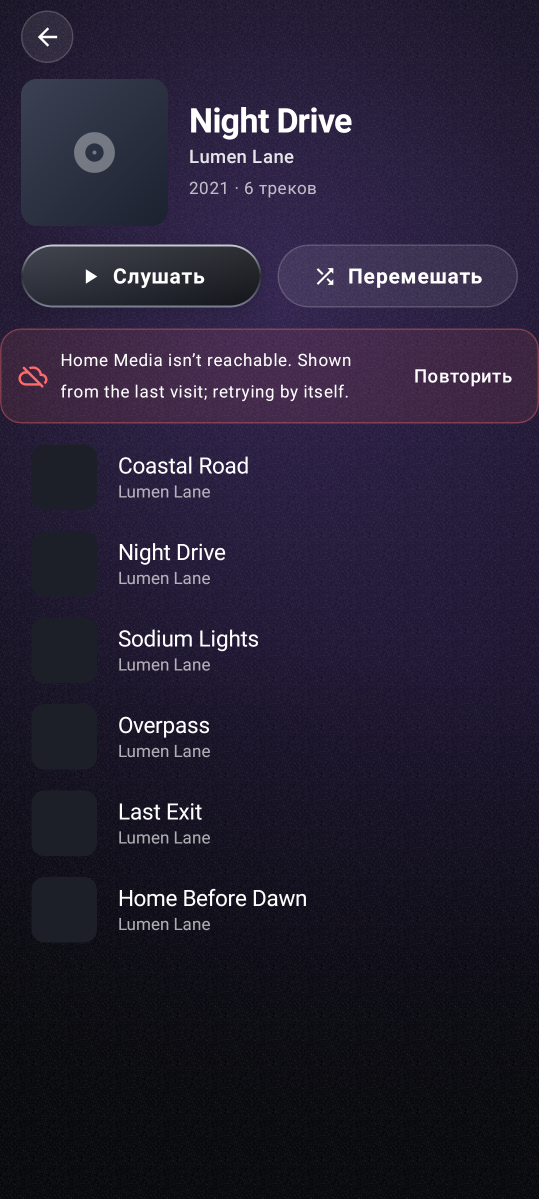 Night Drive
Lumen Lane
2021 · 6 треков
Слушать
Перемешать
Home Media isn’t reachable. Shown
from the last visit; retrying by itself.
Повторить
Coastal Road
Lumen Lane
Night Drive
Lumen Lane
Sodium Lights
Lumen Lane
Overpass
Lumen Lane
Last Exit
Lumen Lane
Home Before Dawn
Lumen Lane